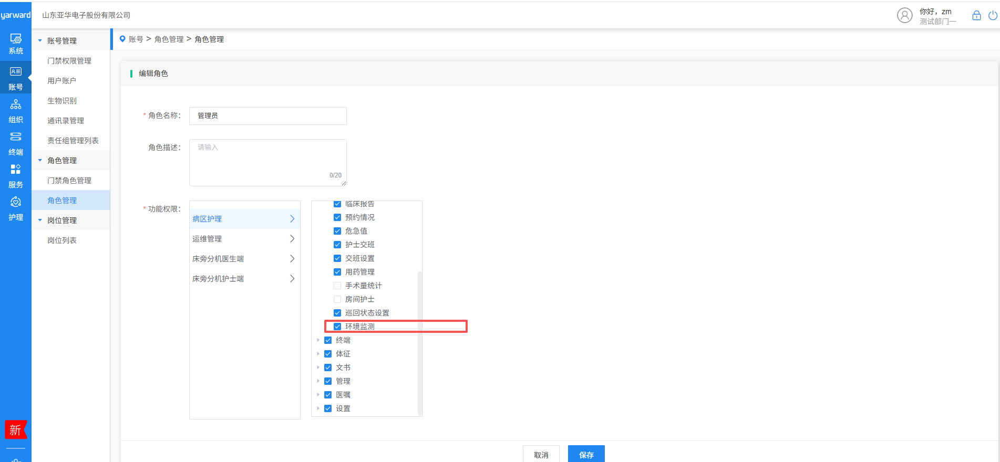 yarward
山东亚华电子股份有限公司
你好，zm
测试部门一
系统
账号
组织
终端
服务
护理
新
账号管理
门禁权限管理
用户账户
生物识别
通讯录管理
责任组管理列表
角色管理
门禁角色管理
角色管理
岗位管理
岗位列表
账号 > 角色管理 > 角色管理
编辑角色
* 角色名称：
管理员
角色描述：
请输入
0/20
* 功能权限：
病区护理
运维管理
床旁分机医生端
床旁分机护士端
临床报告
预约情况
危急值
护士交班
交班设置
用药管理
手术量统计
房间护士
巡回状态设置
环境监测
终端
体征
文书
管理
医嘱
设置
取消
保存